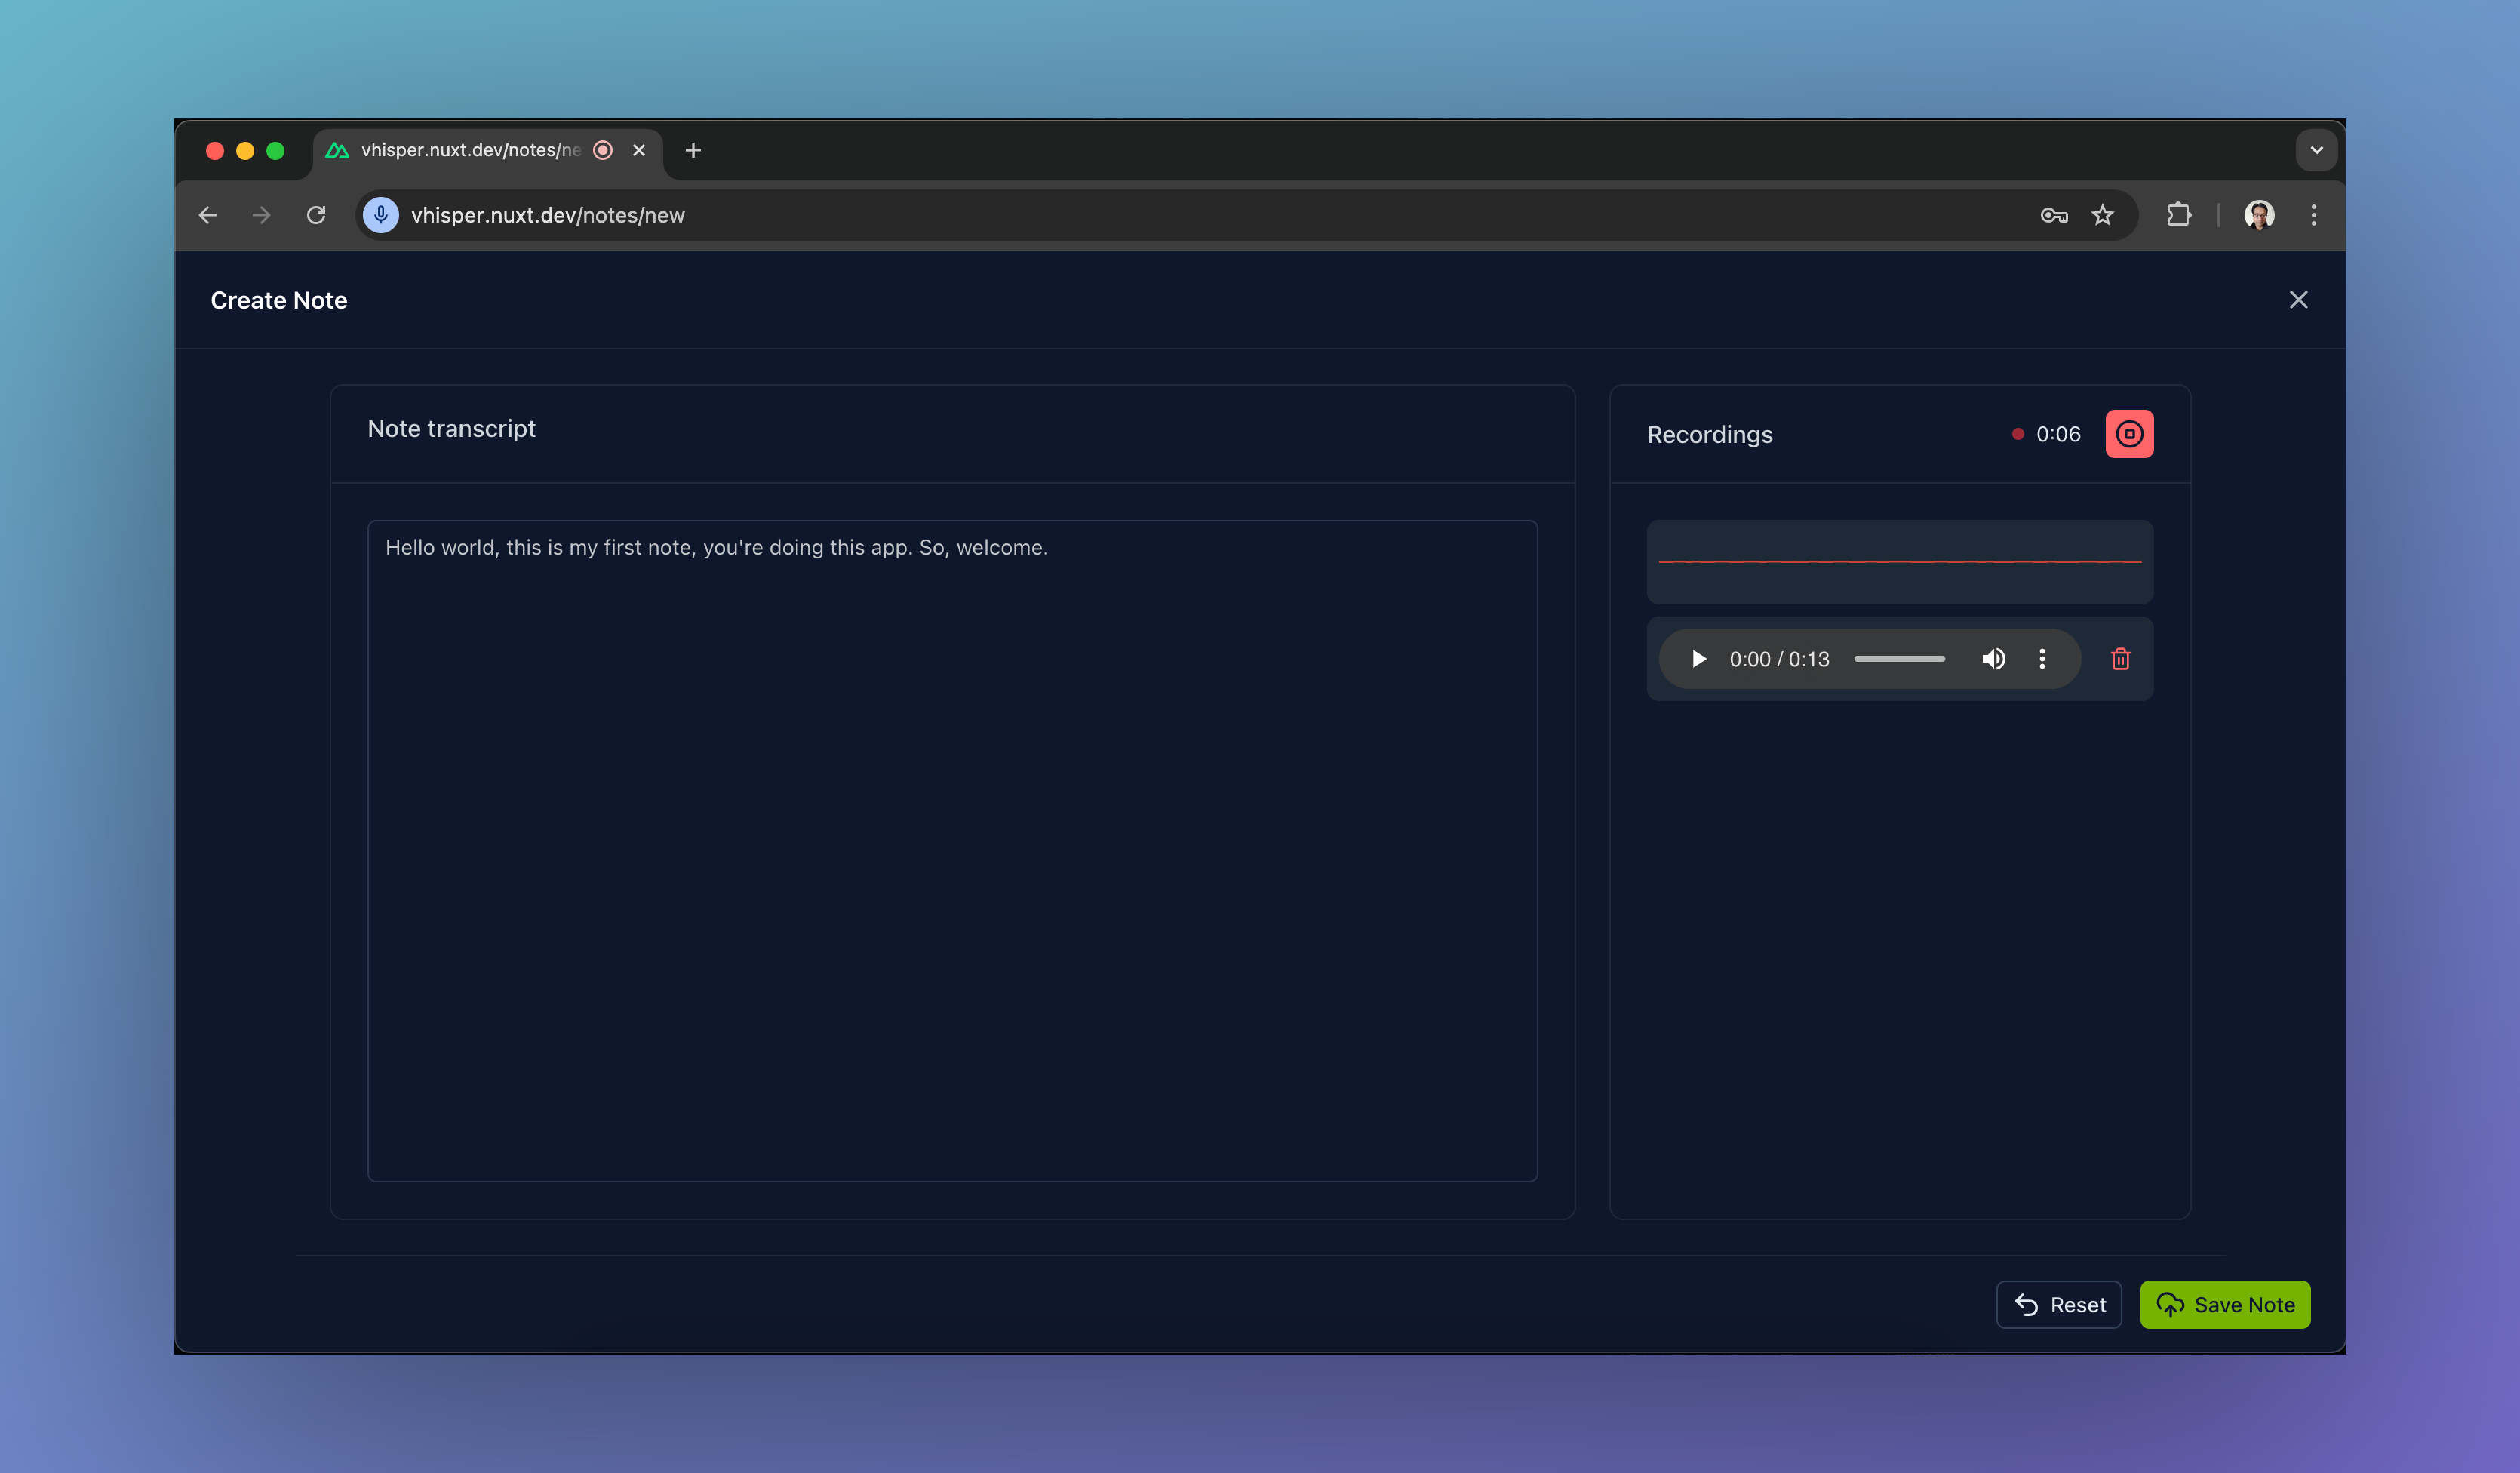 vhisper.nuxt.dev/notes/ne
vhisper.nuxt.dev/notes/new
Create Note
Note transcript
Hello world, this is my first note, you're doing this app. So, welcome.
Recordings
0:06
0:00 / 0:13
Reset
Save Note